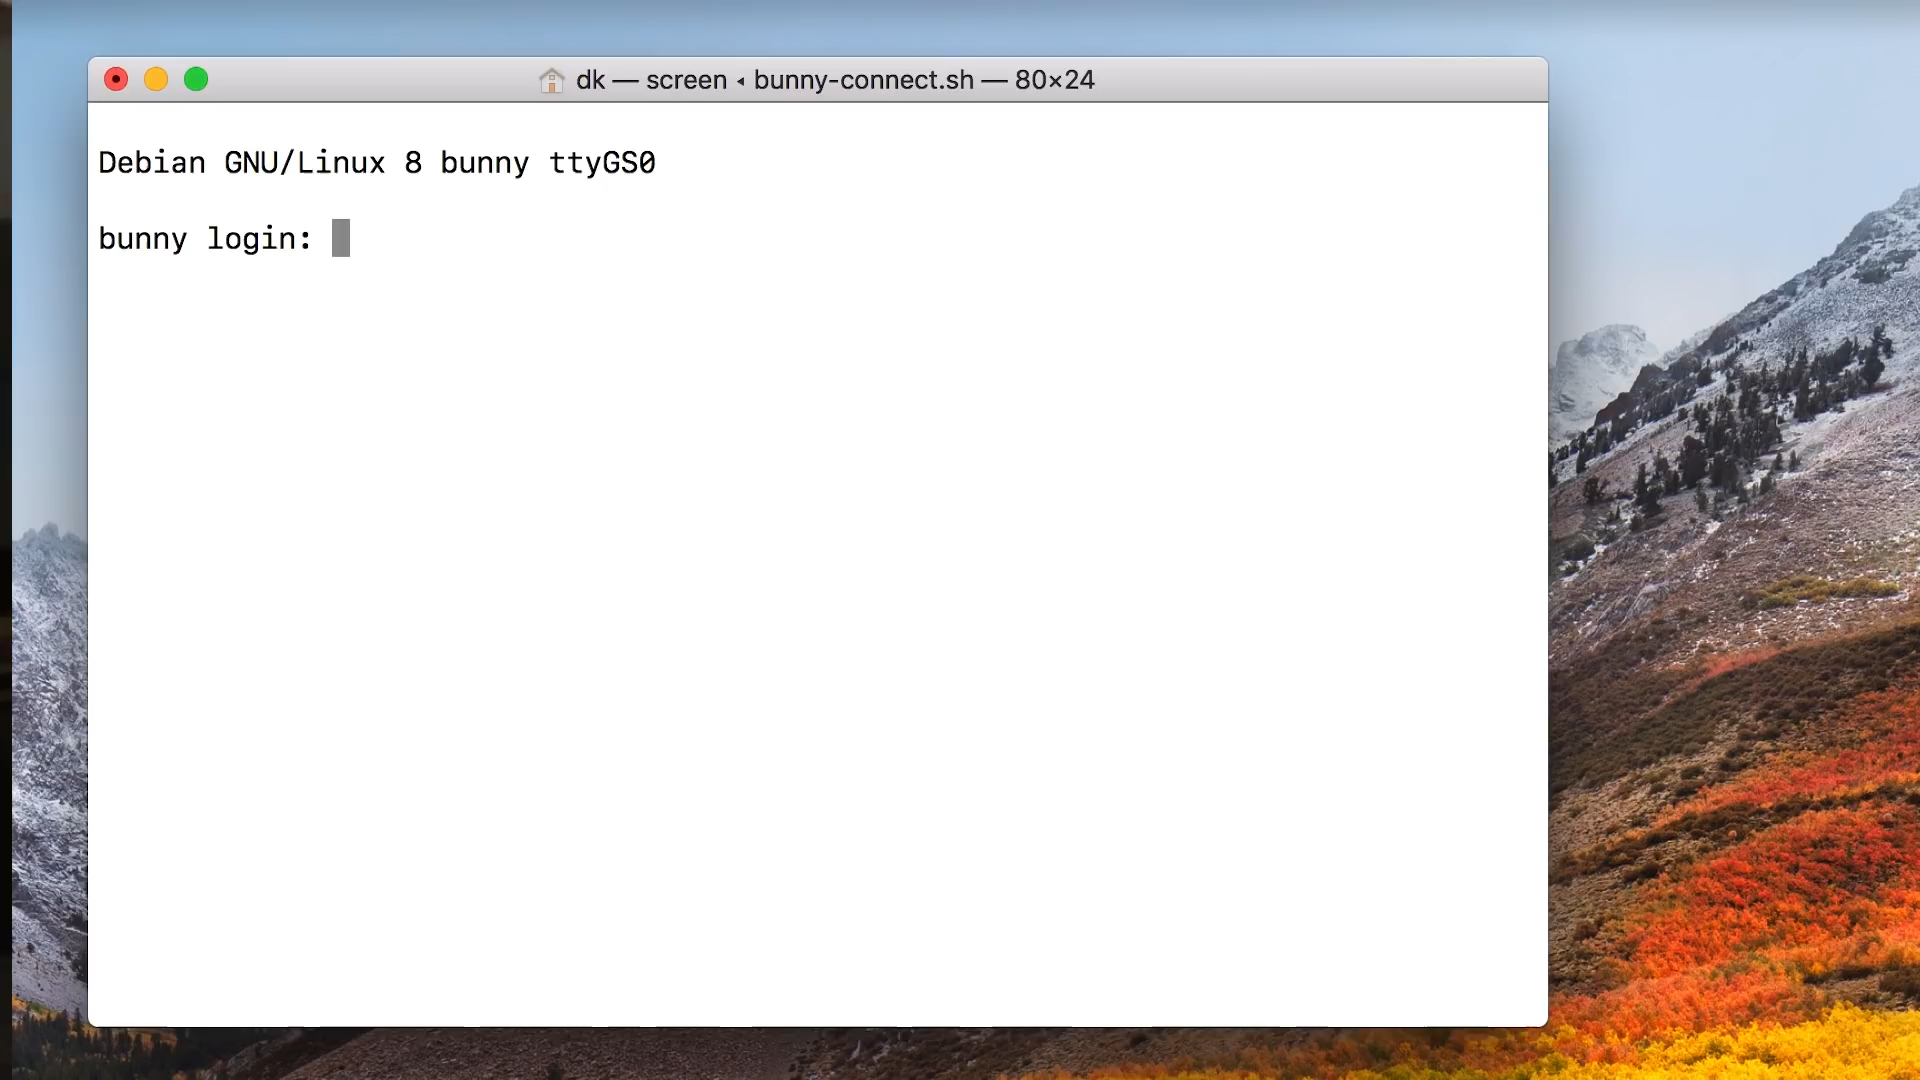 dk — screen ◂ bunny-connect.sh — 80×24
Debian GNU/Linux 8 bunny ttyGS0
bunny login: